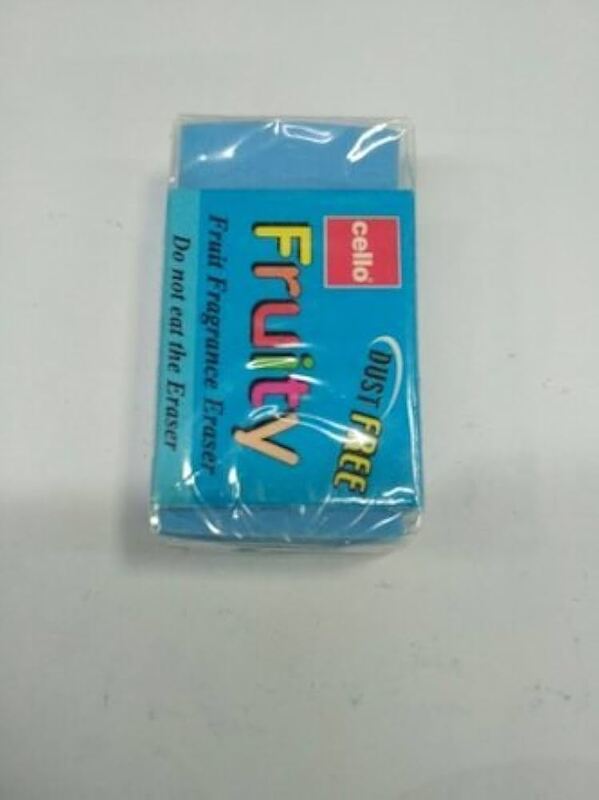 cello
DUST FREE
Fruity
Fruit Fragrance Eraser
Do not eat the Eraser